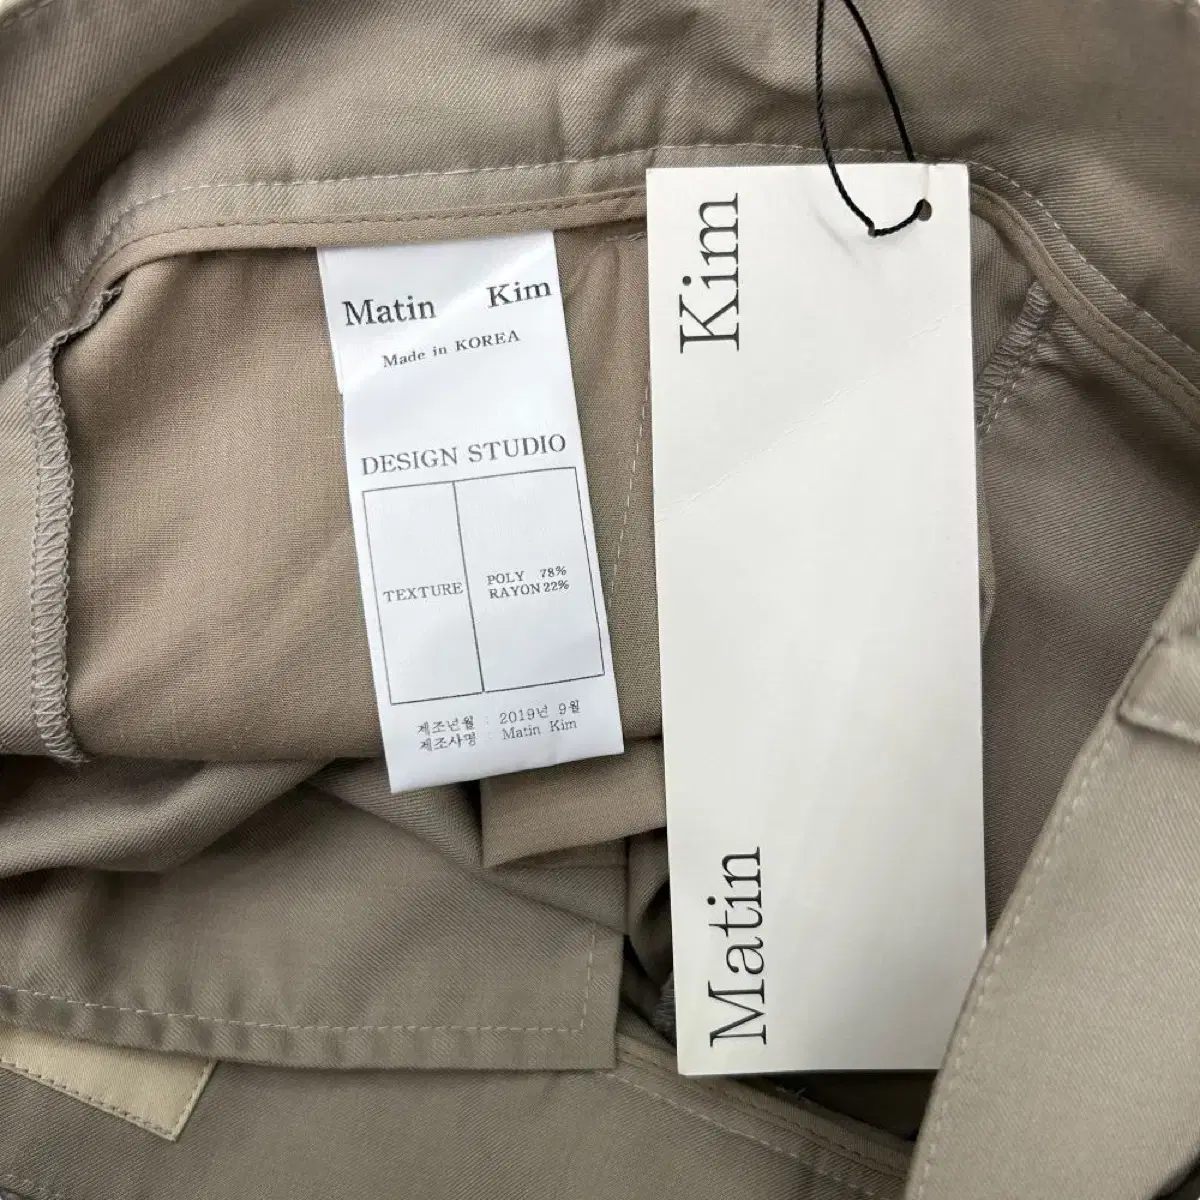 Matin Kim
Made in KOREA
DESIGN STUDIO
TEXTURE
POLY 78%
RAYON 22%
제조년월 : 2019년 9월
제조사명 : Matin Kim
Matin Kim